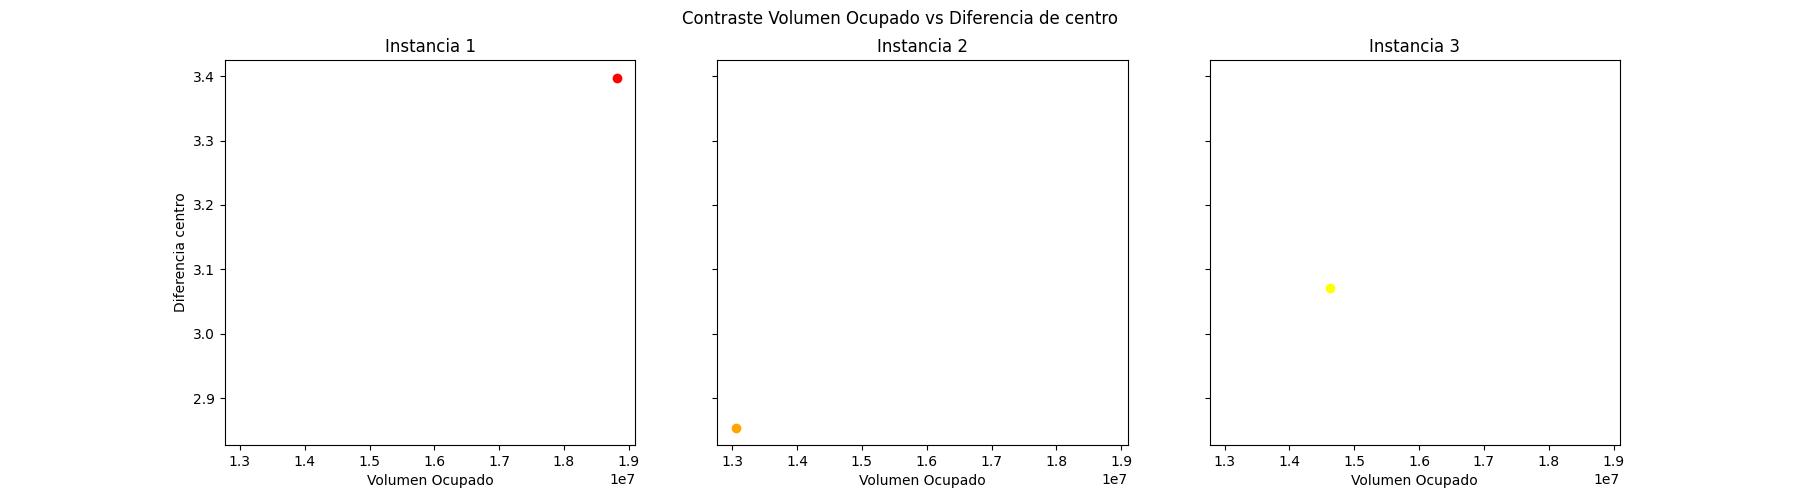 Contraste Volumen Ocupado vs Diferencia de centro
Instancia 1
Instancia 2
Instancia 3
3.4
3.3
3.2
3.1
3.0
2.9
Diferencia centro
1.3 1.4 1.5 1.6 1.7 1.8 1.9
1e7
Volumen Ocupado
1.3 1.4 1.5 1.6 1.7 1.8 1.9
1e7
Volumen Ocupado
1.3 1.4 1.5 1.6 1.7 1.8 1.9
1e7
Volumen Ocupado